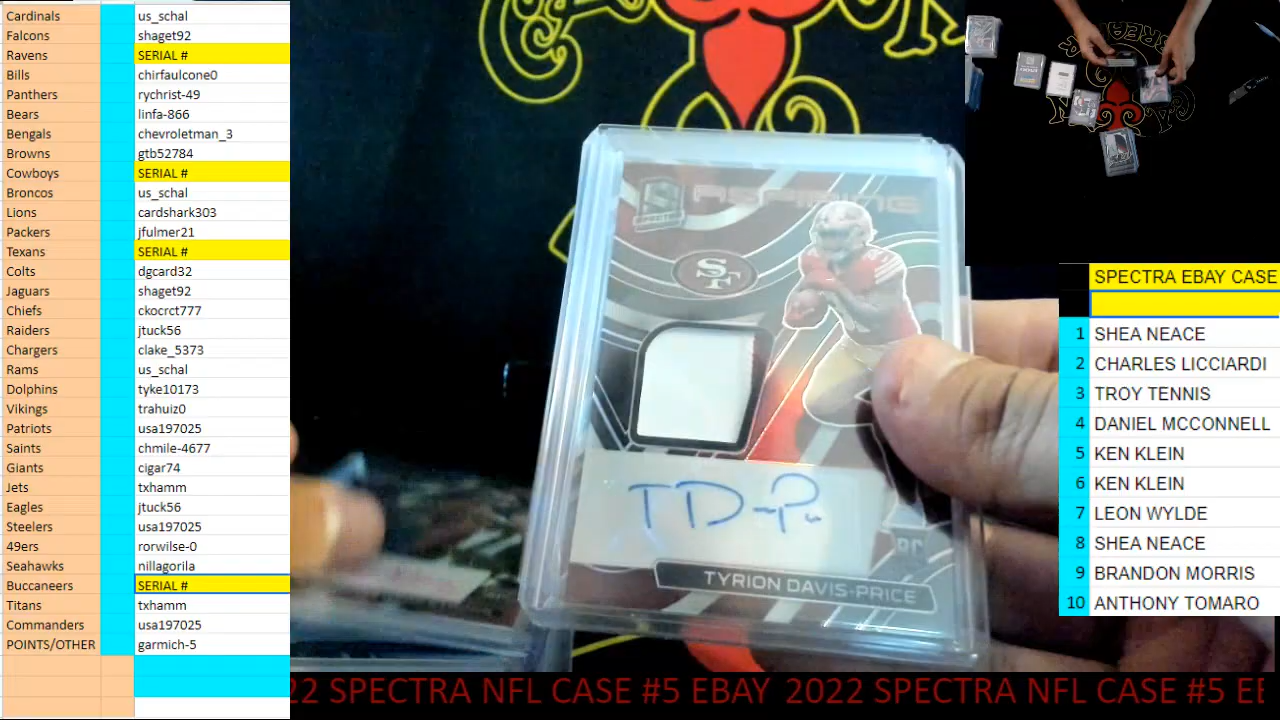 Cardinals us_schal
Falcons shaget92
Ravens SERIAL #
Bills chirfaulcone0
Panthers rychrist-49
Bears linfa-866
Bengals chevroletman_3
Browns gtb52784
Cowboys SERIAL #
Broncos us_schal
Lions cardshark303
Packers jfulmer21
Texans SERIAL #
Colts dgcard32
Jaguars shaget92
Chiefs ckocrct777
Raiders jtuck56
Chargers clake_5373
Rams us_schal
Dolphins tyke10173
Vikings trahuiz0
Patriots usa197025
Saints chmile-4677
Giants cigar74
Jets txhamm
Eagles jtuck56
Steelers usa197025
49ers rorwilse-0
Seahawks nillagorila
Buccaneers SERIAL #
Titans txhamm
Commanders usa197025
POINTS/OTHER garmich-5
SPECTRA
ASPIRING
SF
TD-P
TYRION DAVIS-PRICE
SPECTRA EBAY CASE
1 SHEA NEACE
2 CHARLES LICCIARDI
3 TROY TENNIS
4 DANIEL MCCONNELL
5 KEN KLEIN
6 KEN KLEIN
7 LEON WYLDE
8 SHEA NEACE
9 BRANDON MORRIS
10 ANTHONY TOMARO
22 SPECTRA NFL CASE #5 EBAY 2022 SPECTRA NFL CASE #5 EE